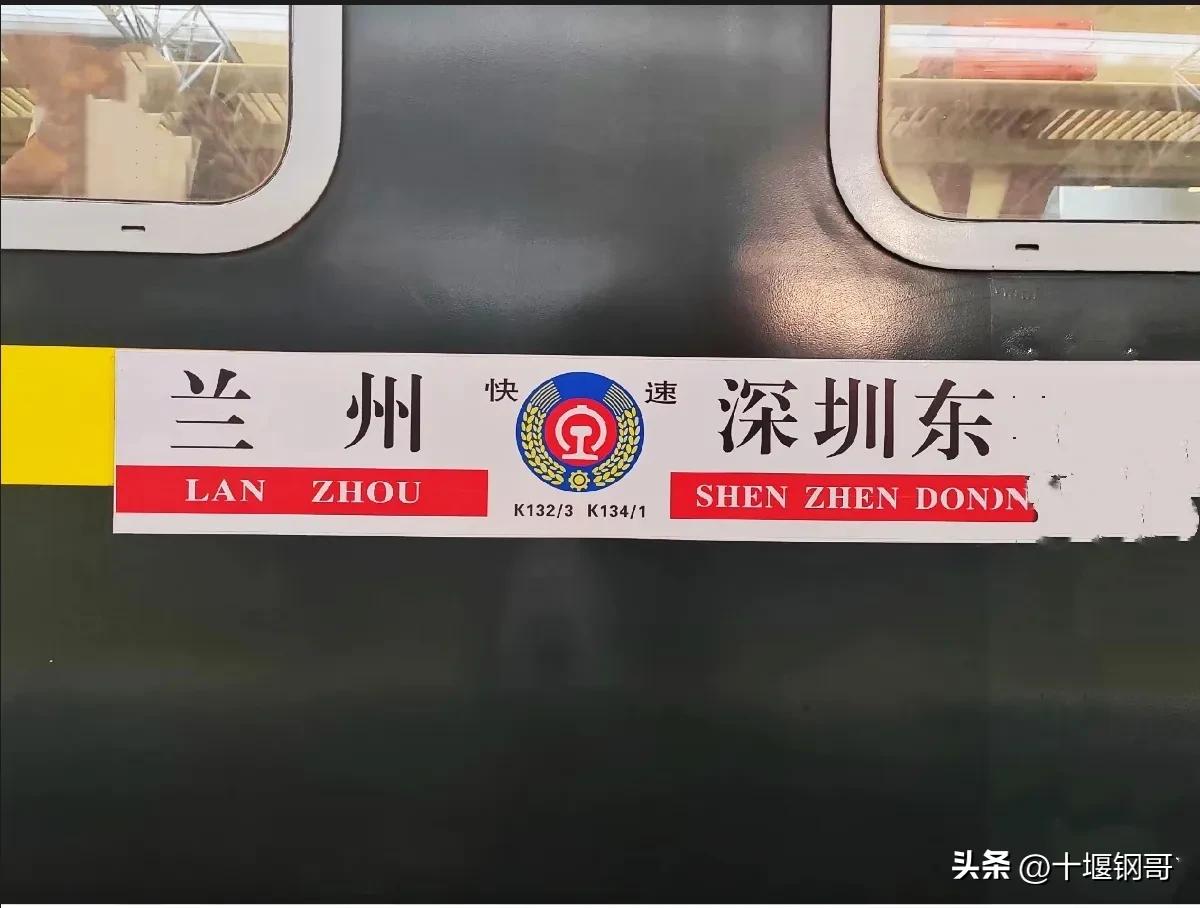 兰州 快速 深圳东
LAN ZHOU SHEN ZHEN DON
K132/3 K134/1
头条 @十堰钢哥